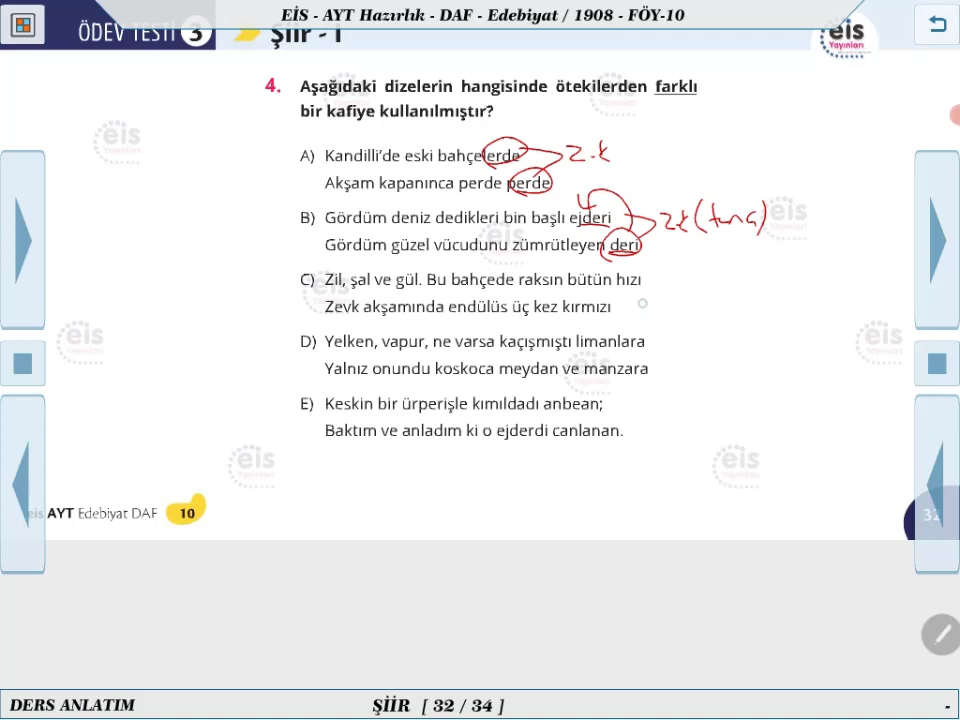 EİS - AYT Hazırlık - DAF - Edebiyat / 1908 - FÖY-10
ÖDEV TESTİ 3 Şiir - I
eis Yayınları
4. Aşağıdaki dizelerin hangisinde ötekilerden farklı
bir kafiye kullanılmıştır?
A) Kandilli'de eski bahçelerde
Akşam kapanınca perde perde
Z.k
B) Gördüm deniz dedikleri bin başlı ejderi
Gördüm güzel vücudunu zümrütleyen deri
zk (tunç)
C) Zil, şal ve gül. Bu bahçede raksın bütün hızı
Zevk akşamında endülüs üç kez kırmızı
D) Yelken, vapur, ne varsa kaçışmıştı limanlara
Yalnız onundu koskoca meydan ve manzara
E) Keskin bir ürperişle kımıldadı anbean;
Baktım ve anladım ki o ejderdi canlanan.
eis AYT Edebiyat DAF 10
32
DERS ANLATIM ŞİİR [ 32 / 34 ] -